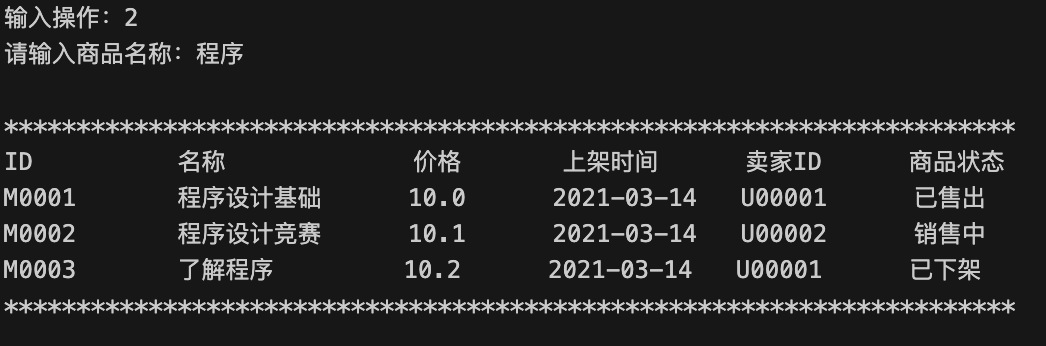 输入操作：2
请输入商品名称：程序
**********************************************************************
ID 名称 价格 上架时间 卖家ID 商品状态
M0001 程序设计基础 10.0 2021-03-14 U00001 已售出
M0002 程序设计竞赛 10.1 2021-03-14 U00002 销售中
M0003 了解程序 10.2 2021-03-14 U00001 已下架
**********************************************************************